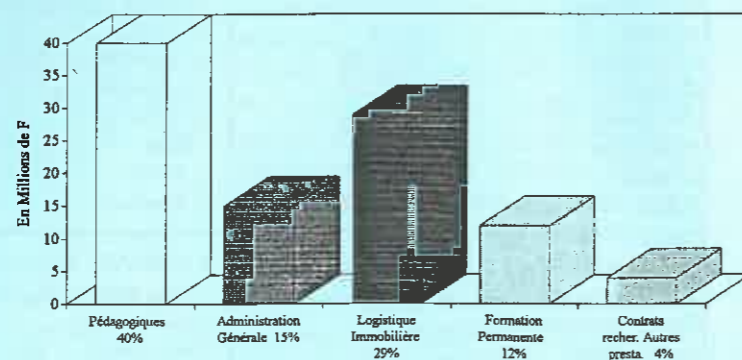 En Millions de F
40
35
30
25
20
15
10
5
0
Pédagogiques
40%
Administration
Générale 15%
Logistique
Immobilière
29%
Formation
Permanente
12%
Contrats
recher. Autres
presta. 4%